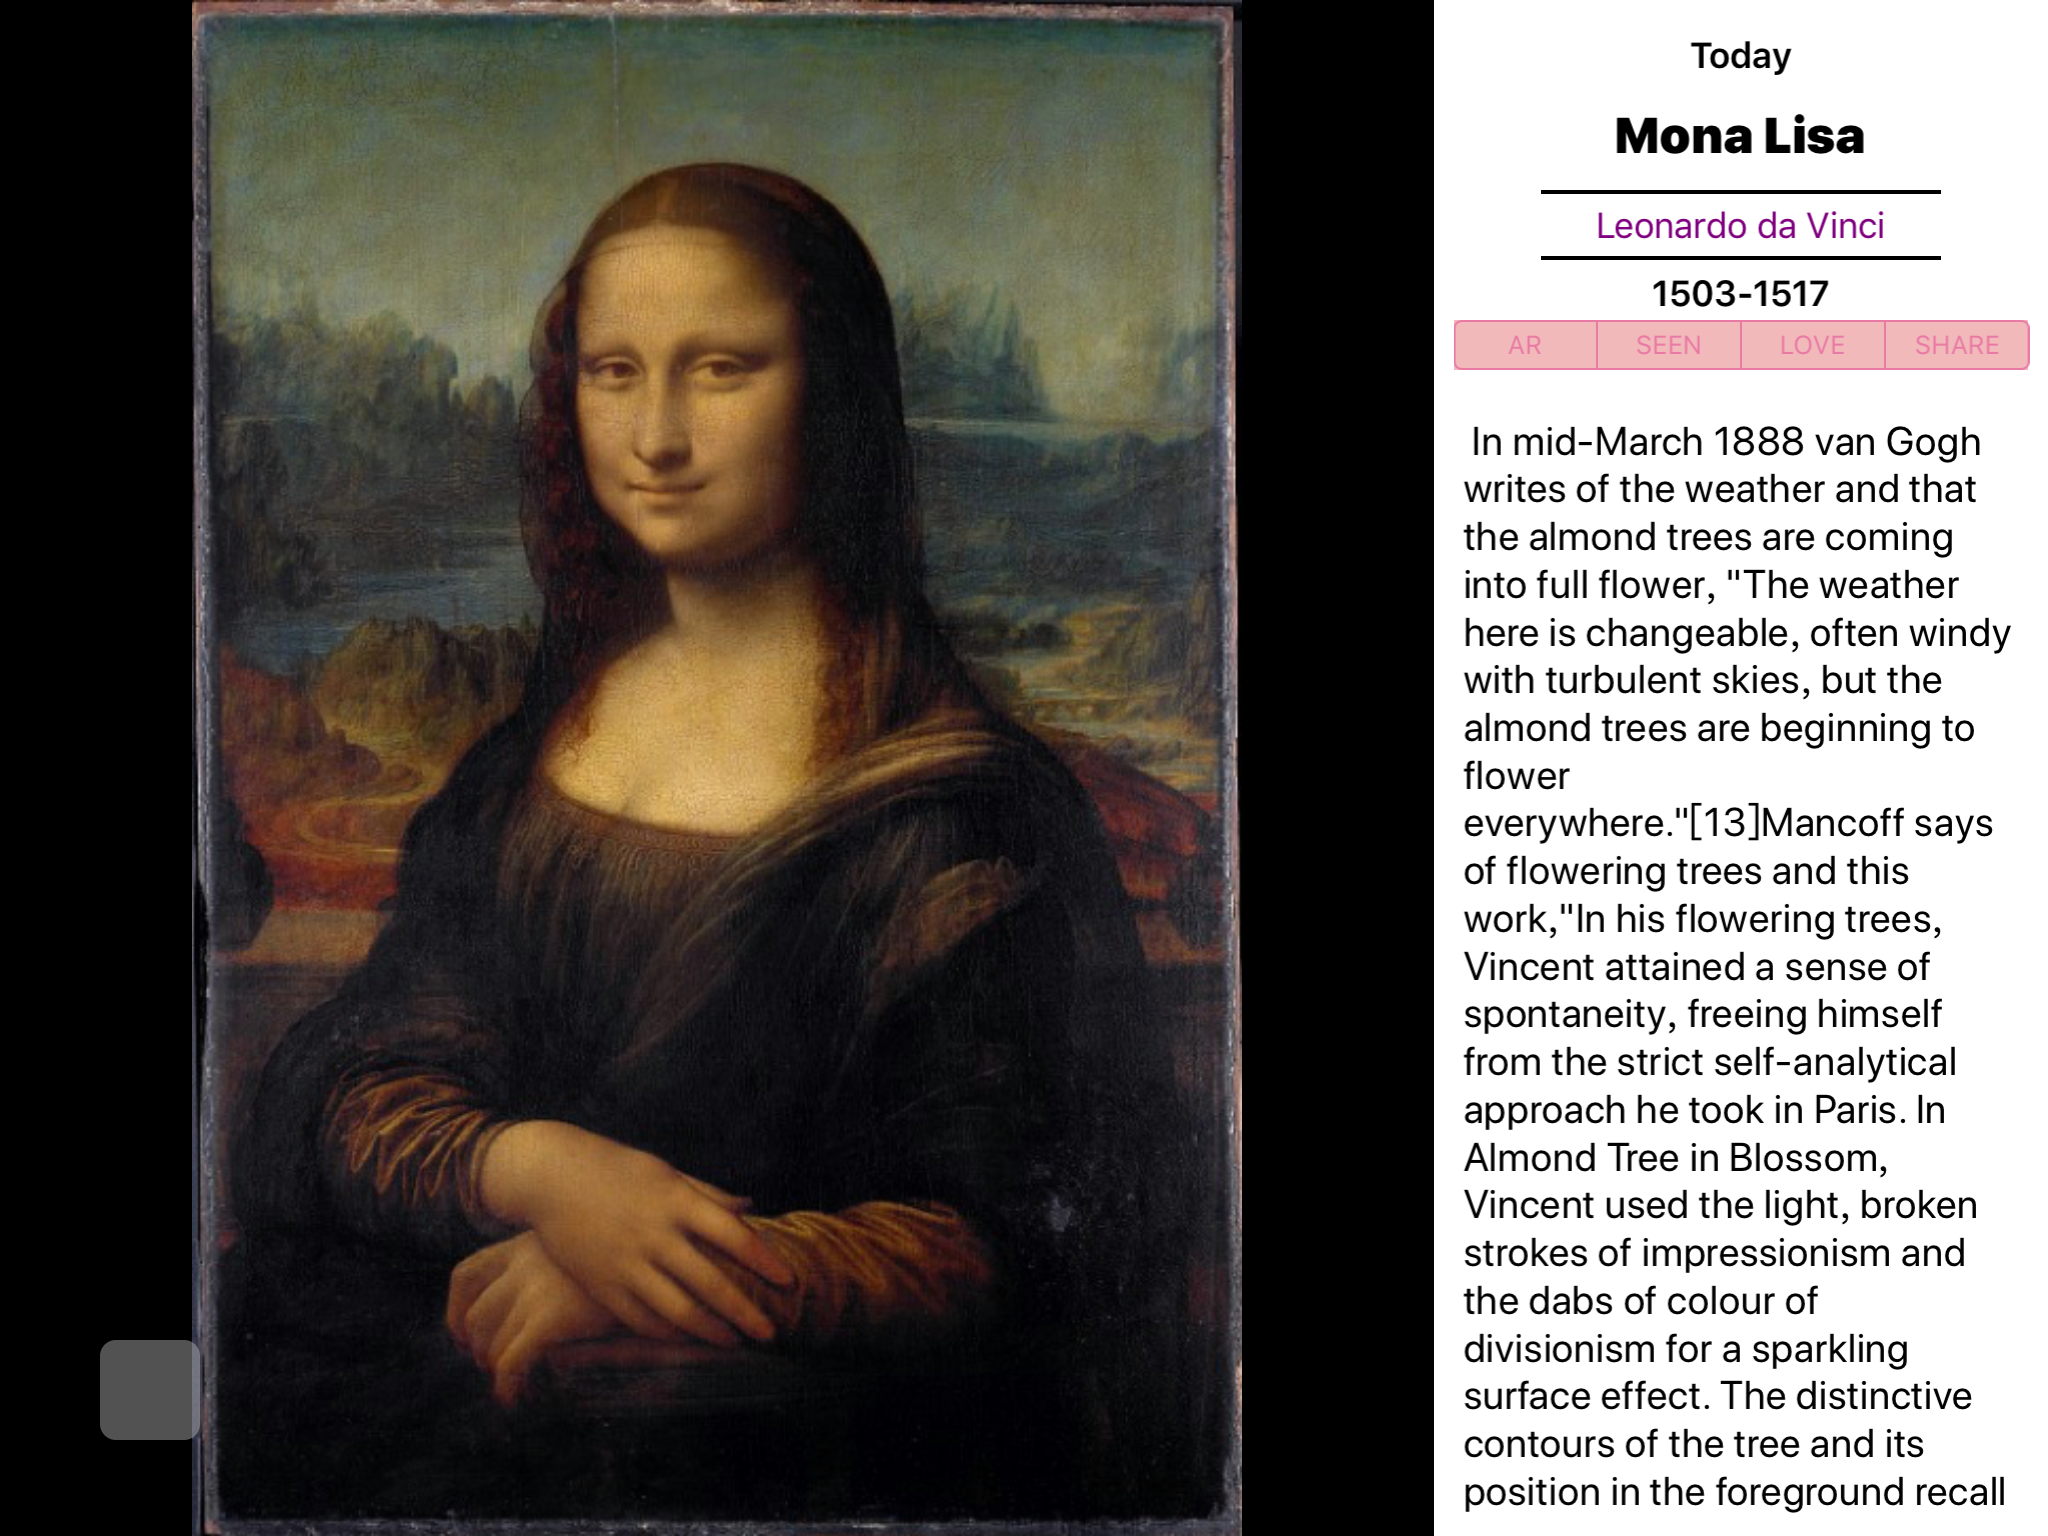 Today
Mona Lisa
Leonardo da Vinci
1503-1517
AR SEEN LOVE SHARE
In mid-March 1888 van Gogh
writes of the weather and that
the almond trees are coming
into full flower, "The weather
here is changeable, often windy
with turbulent skies, but the
almond trees are beginning to
flower
everywhere."[13]Mancoff says
of flowering trees and this
work,"In his flowering trees,
Vincent attained a sense of
spontaneity, freeing himself
from the strict self-analytical
approach he took in Paris. In
Almond Tree in Blossom,
Vincent used the light, broken
strokes of impressionism and
the dabs of colour of
divisionism for a sparkling
surface effect. The distinctive
contours of the tree and its
position in the foreground recall